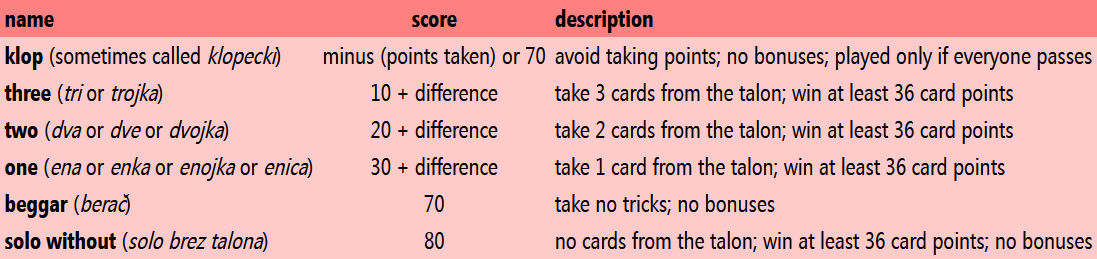 name score description
klop (sometimes called klopecki) minus (points taken) or 70 avoid taking points; no bonuses; played only if everyone passes
three (tri or trojka) 10 + difference take 3 cards from the talon; win at least 36 card points
two (dva or dve or dvojka) 20 + difference take 2 cards from the talon; win at least 36 card points
one (ena or enka or enojka or enica) 30 + difference take 1 card from the talon; win at least 36 card points
beggar (berač) 70 take no tricks; no bonuses
solo without (solo brez talona) 80 no cards from the talon; win at least 36 card points; no bonuses